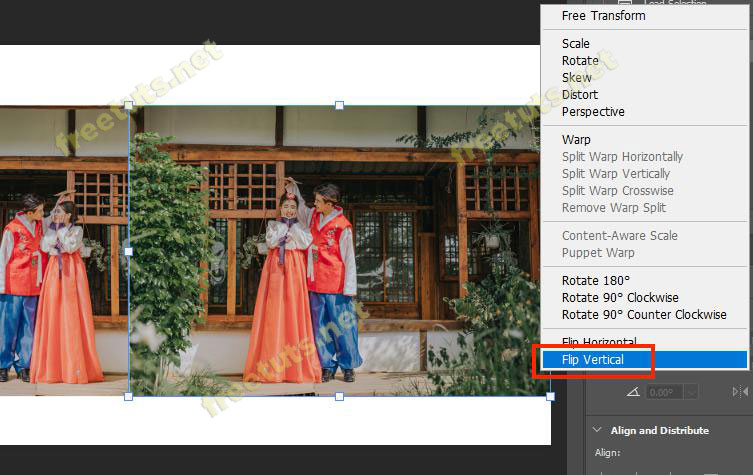 Load Selection
Free Transform
Scale
Rotate
Skew
Distort
Perspective
Warp
Split Warp Horizontally
Split Warp Vertically
Split Warp Crosswise
Remove Warp Split
Content-Aware Scale
Puppet Warp
Rotate 180°
Rotate 90° Clockwise
Rotate 90° Counter Clockwise
Flip Horizontal
Flip Vertical
0.00°
Align and Distribute
Align:
freetuts.net
freetuts.net
freetuts.net